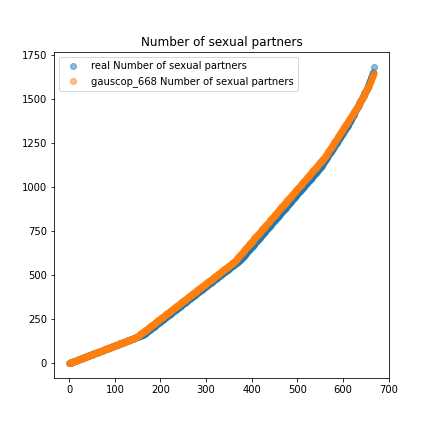 Number of sexual partners
real Number of sexual partners
gauscop_668 Number of sexual partners
1750
1500
1250
1000
750
500
250
0
0 100 200 300 400 500 600 700